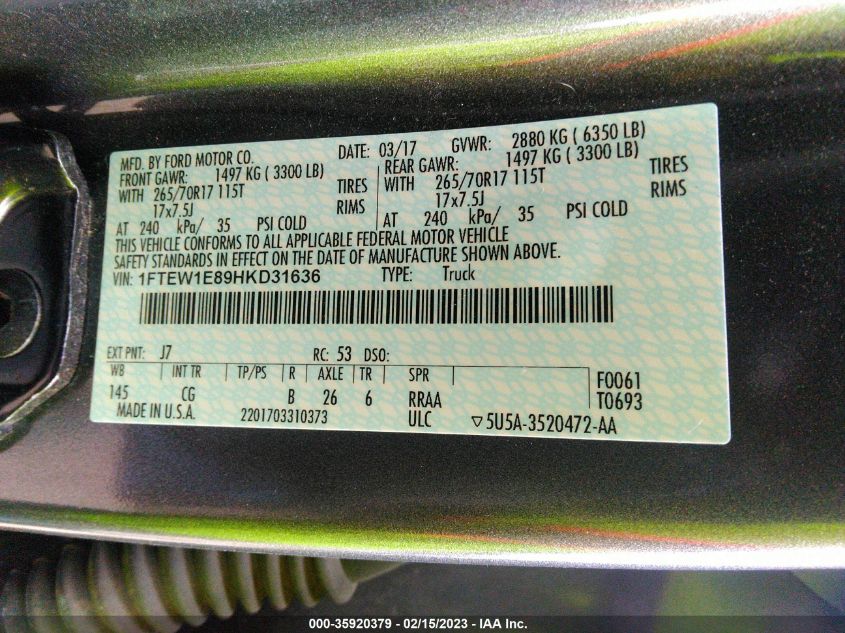 MFD. BY FORD MOTOR CO. DATE: 03/17 GVWR: 2880 KG ( 6350 LB)
FRONT GAWR: 1497 KG ( 3300 LB) REAR GAWR: 1497 KG ( 3300 LB)
WITH 265/70R17 115T TIRES WITH 265/70R17 115T TIRES
17x7.5J RIMS 17x7.5J RIMS
AT 240 kPa/ 35 PSI COLD AT 240 kPa/ 35 PSI COLD
THIS VEHICLE CONFORMS TO ALL APPLICABLE FEDERAL MOTOR VEHICLE
SAFETY STANDARDS IN EFFECT ON THE DATE OF MANUFACTURE SHOWN ABOVE.
VIN: 1FTEW1E89HKD31636 TYPE: Truck
EXT PNT: J7 RC: 53 DSO:
WB INT TR TP/PS R AXLE TR SPR F0061
145 CG B 26 6 RRAA T0693
MADE IN U.S.A. 2201703310373 ULC ▽5U5A-3520472-AA
000-35920379 - 02/15/2023 - IAA Inc.